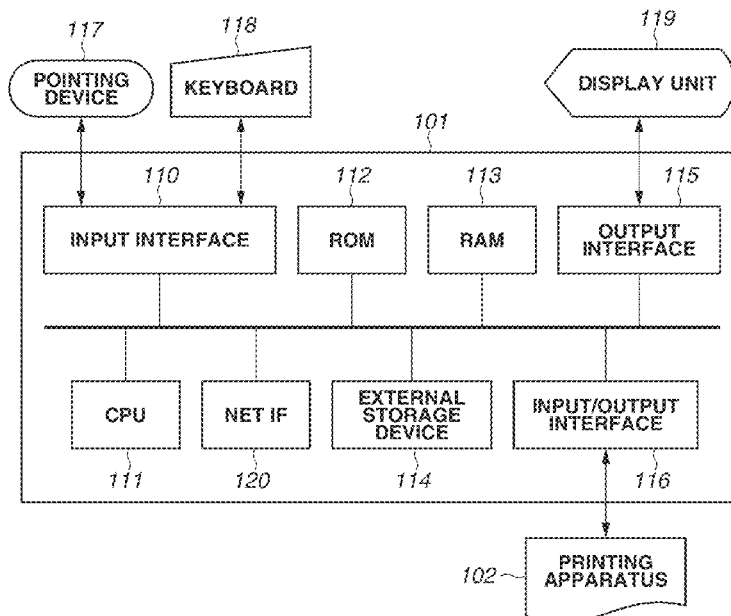 117
118
119
POINTING
DEVICE
KEYBOARD
DISPLAY UNIT
101
110
112
113
115
INPUT INTERFACE
ROM
RAM
OUTPUT
INTERFACE
CPU
NET IF
EXTERNAL
STORAGE
DEVICE
INPUT/OUTPUT
INTERFACE
111
120
114
116
102
PRINTING
APPARATUS